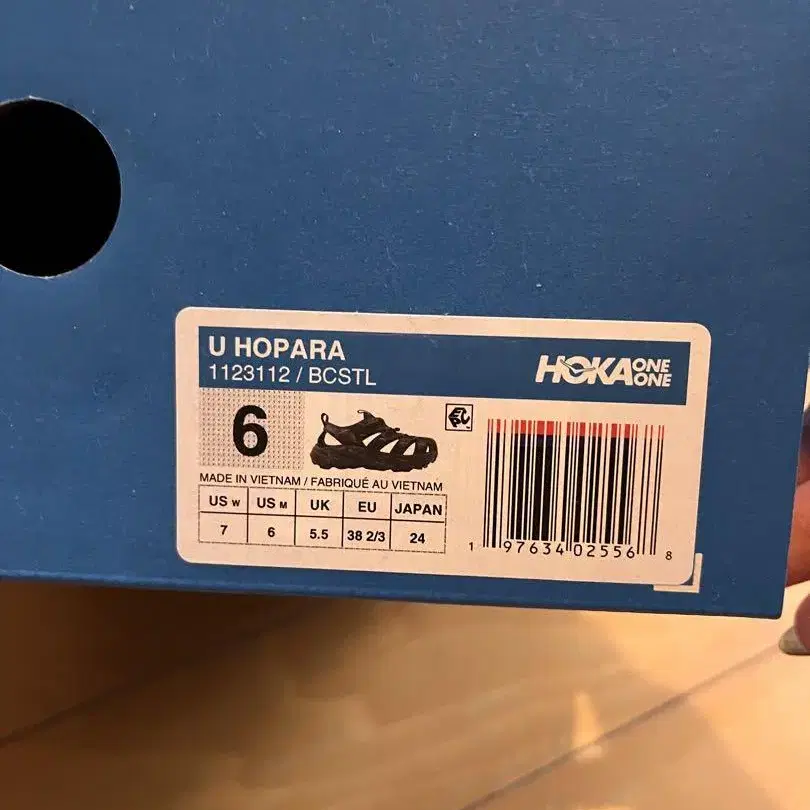 U HOPARA
1123112 / BCSTL
HOKA ONE ONE
6
EPC
MADE IN VIETNAM / FABRIQUÉ AU VIETNAM
US W US M UK EU JAPAN
7 6 5.5 38 2/3 24
1 97634 02556 8